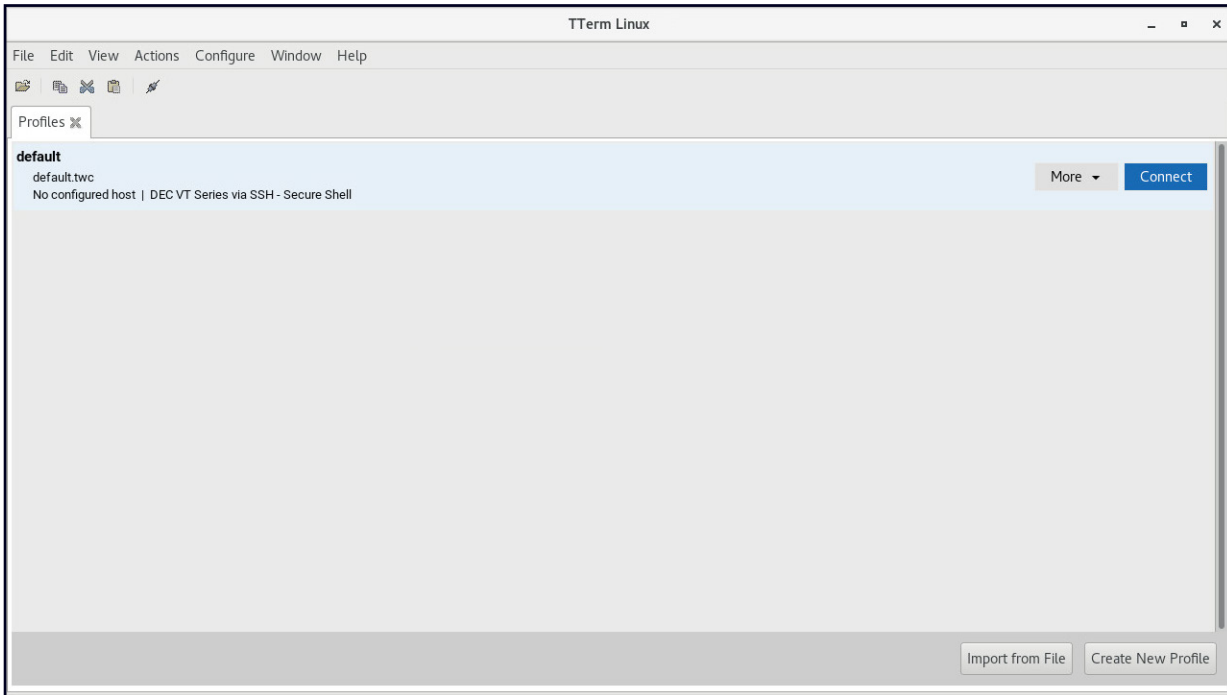 TTerm Linux
File Edit View Actions Configure Window Help
Profiles
default
default.twc
No configured host | DEC VT Series via SSH - Secure Shell
More Connect
Import from File Create New Profile